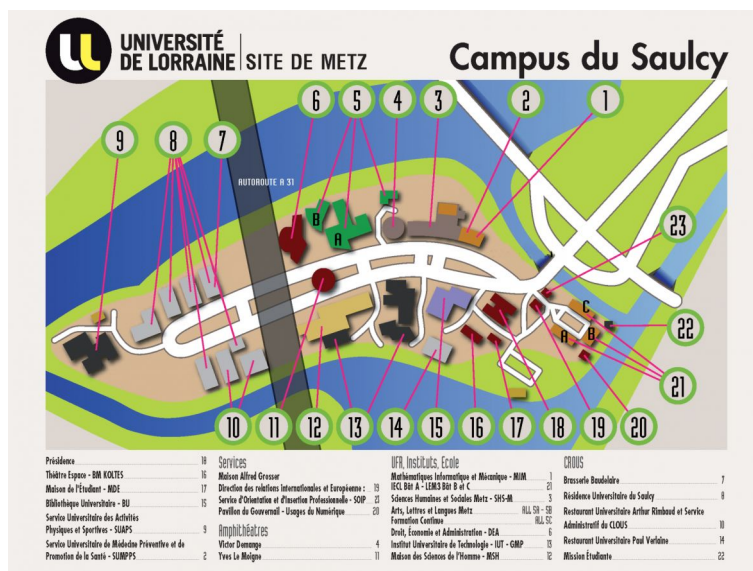 UNIVERSITÉ
DE LORRAINE
SITE DE METZ
Campus du Saulcy
6
5
4
3
2
1
9
8
7
AUTOROUTE A 31
B
A
23
C
A
B
22
21
10
11
12
13
14
15
16
17
18
19
20
Présidence 18
Théâtre Espace - BM KOLTES 16
Maison de l'Étudiant - MDE 17
Bibliothèque Universitaire - BU 15
Service Universitaire des Activités
Physiques et Sportives - SUAPS 9
Service Universitaire de Médecine Préventive et de
Promotion de la Santé - SUMPPS 2
Services
Maison Alfred Grosser
Direction des relations internationales et Européenne : 19
Service d'Orientation et d'Insertion Professionelle - SOIP 23
Pavillon du Gouvernail - Usages du Numérique 20
Amphithéatres
Victor Demange 4
Yves Le Moigne 11
UFR, Instituts, Ecole
Mathématiques Informatique et Mécanique - MIM 1
IECL Bât A - LEM3 Bât B et C 21
Sciences Humaines et Sociales Metz - SHS-M 3
Arts, Lettres et Langues Metz ALL 5A - 5B
Formation Continue ALL 5C
Droit, Économie et Administration - DEA 6
Institut Universitaire de Technologie - IUT - GMP 13
Maison des Sciences de l'Homme - MSH 12
CROUS
Brasserie Baudelaire 7
Résidence Universitaire du Saulcy 8
Restaurant Universitaire Arthur Rimbaud et Service
Administratif du CLOUS 10
Restaurant Universitaire Paul Verlaine 14
Mission Étudiante 22